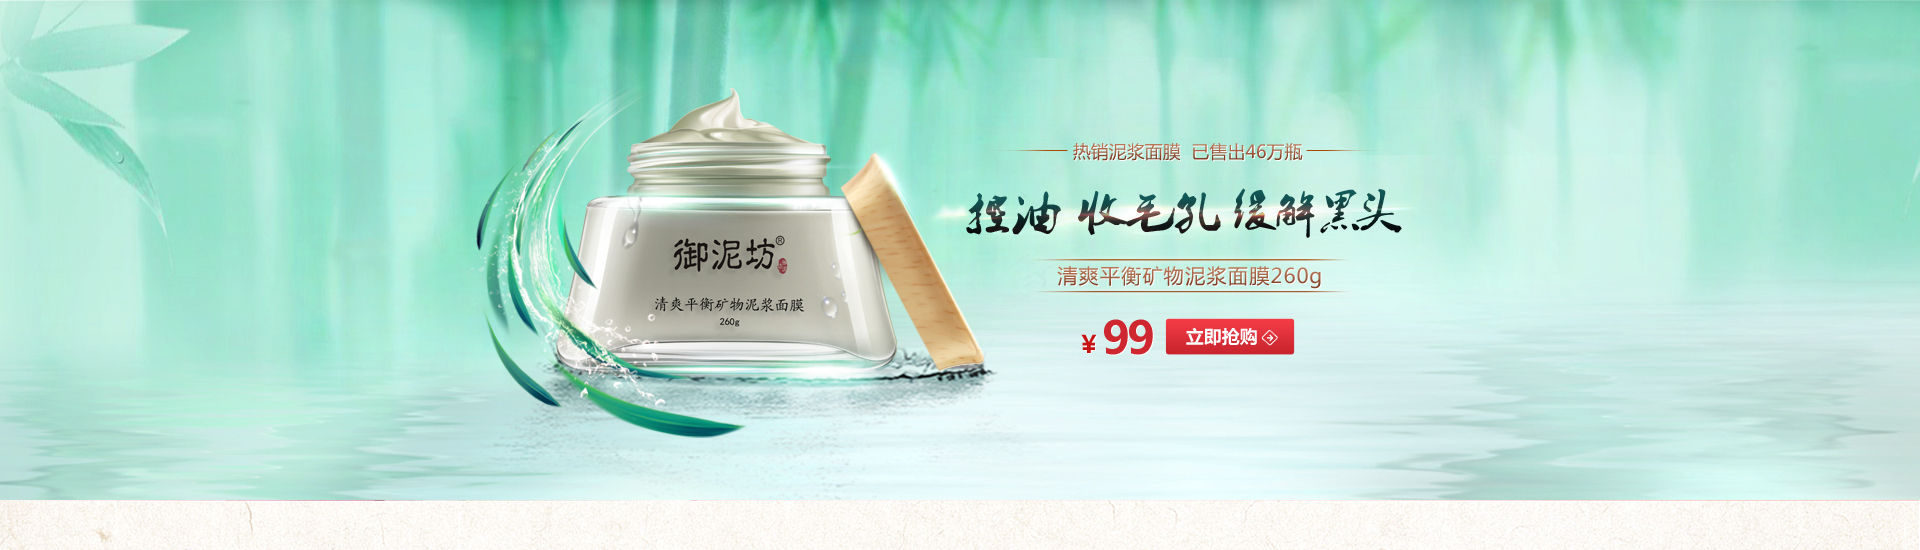 御泥坊®
清爽平衡矿物泥浆面膜
260g
热销泥浆面膜 已售出46万瓶
控油 收毛孔 缓解黑头
清爽平衡矿物泥浆面膜260g
¥99
立即抢购